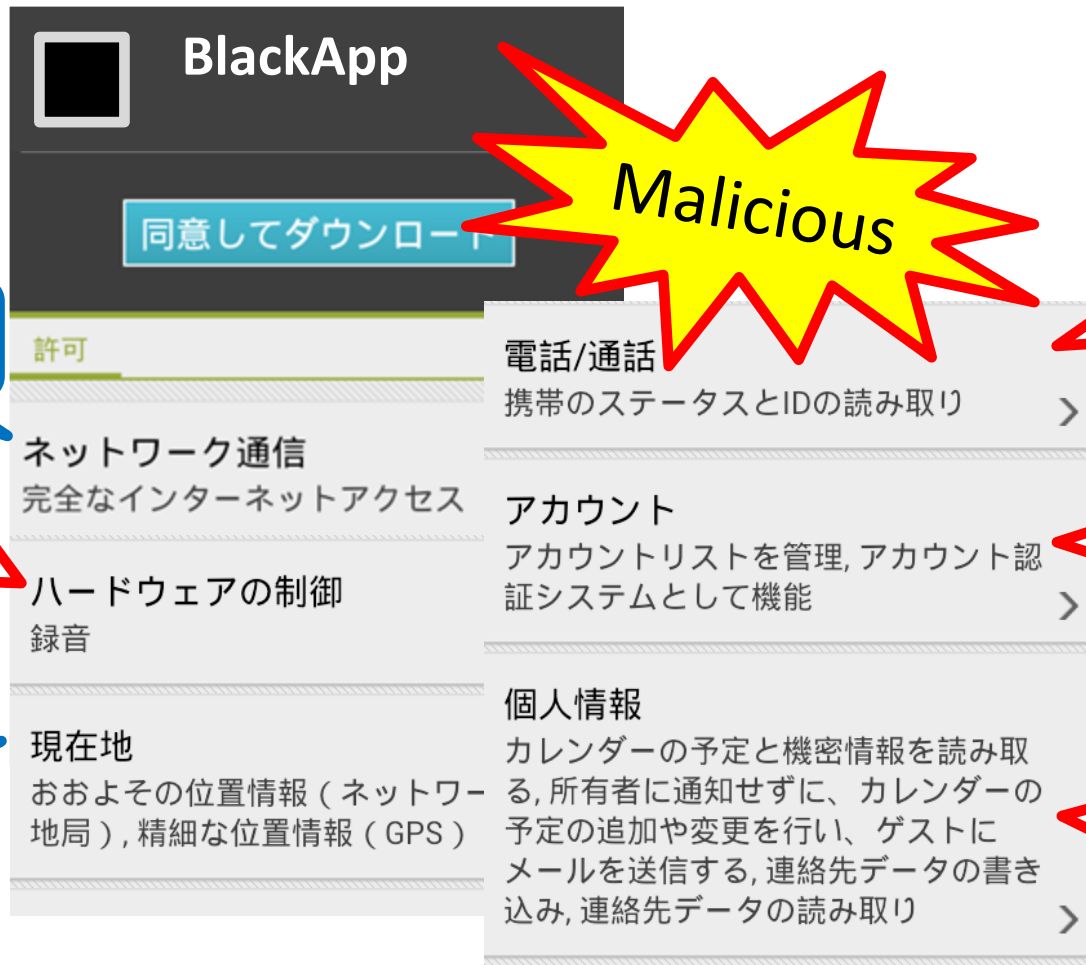 BlackApp
Malicious
同意してダウンロー
許可
ネットワーク通信
完全なインターネットアクセス
ハードウェアの制御
録音
現在地
おおよその位置情報（ネットワー
地局）, 精細な位置情報（GPS）
電話/通話
携帯のステータスとIDの読み取り
アカウント
アカウントリストを管理, アカウント認
証システムとして機能
個人情報
カレンダーの予定と機密情報を読み取
る, 所有者に通知せずに、カレンダーの
予定の追加や変更を行い、ゲストに
メールを送信する, 連絡先データの書き
込み, 連絡先データの読み取り